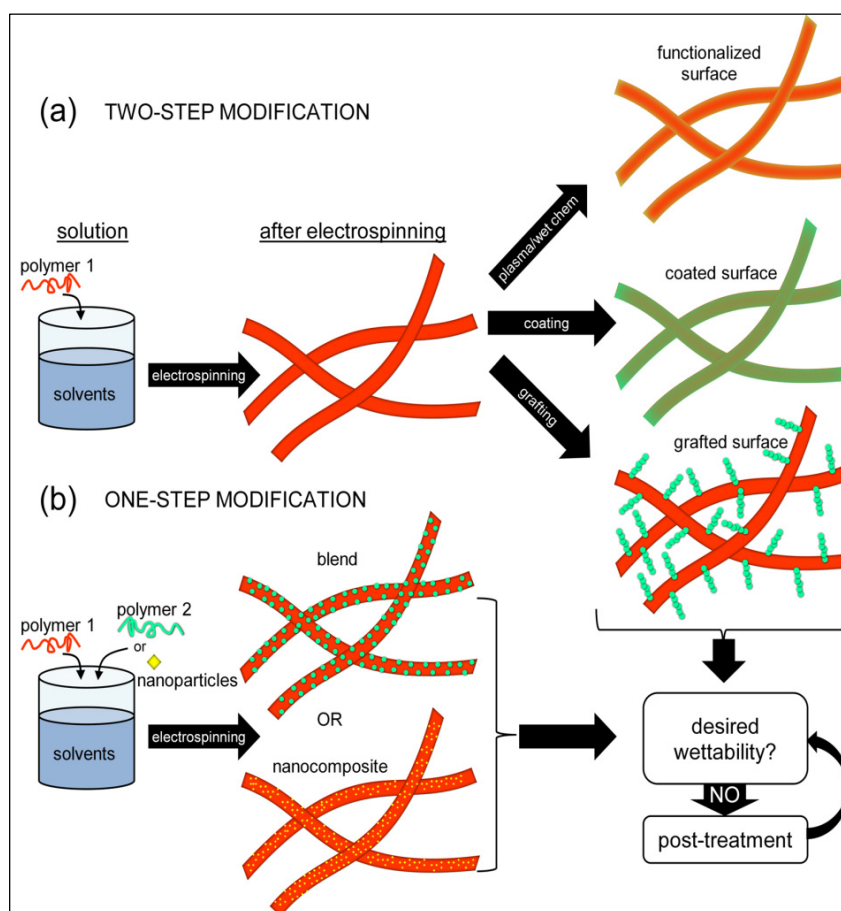 (a) TWO-STEP MODIFICATION
solution
polymer 1
solvents
electrospinning
after electrospinning
plasma/wet chem
coating
grafting
functionalized
surface
coated surface
grafted surface
(b) ONE-STEP MODIFICATION
polymer 1
polymer 2
or
nanoparticles
solvents
electrospinning
blend
OR
nanocomposite
desired
wettability?
NO
post-treatment